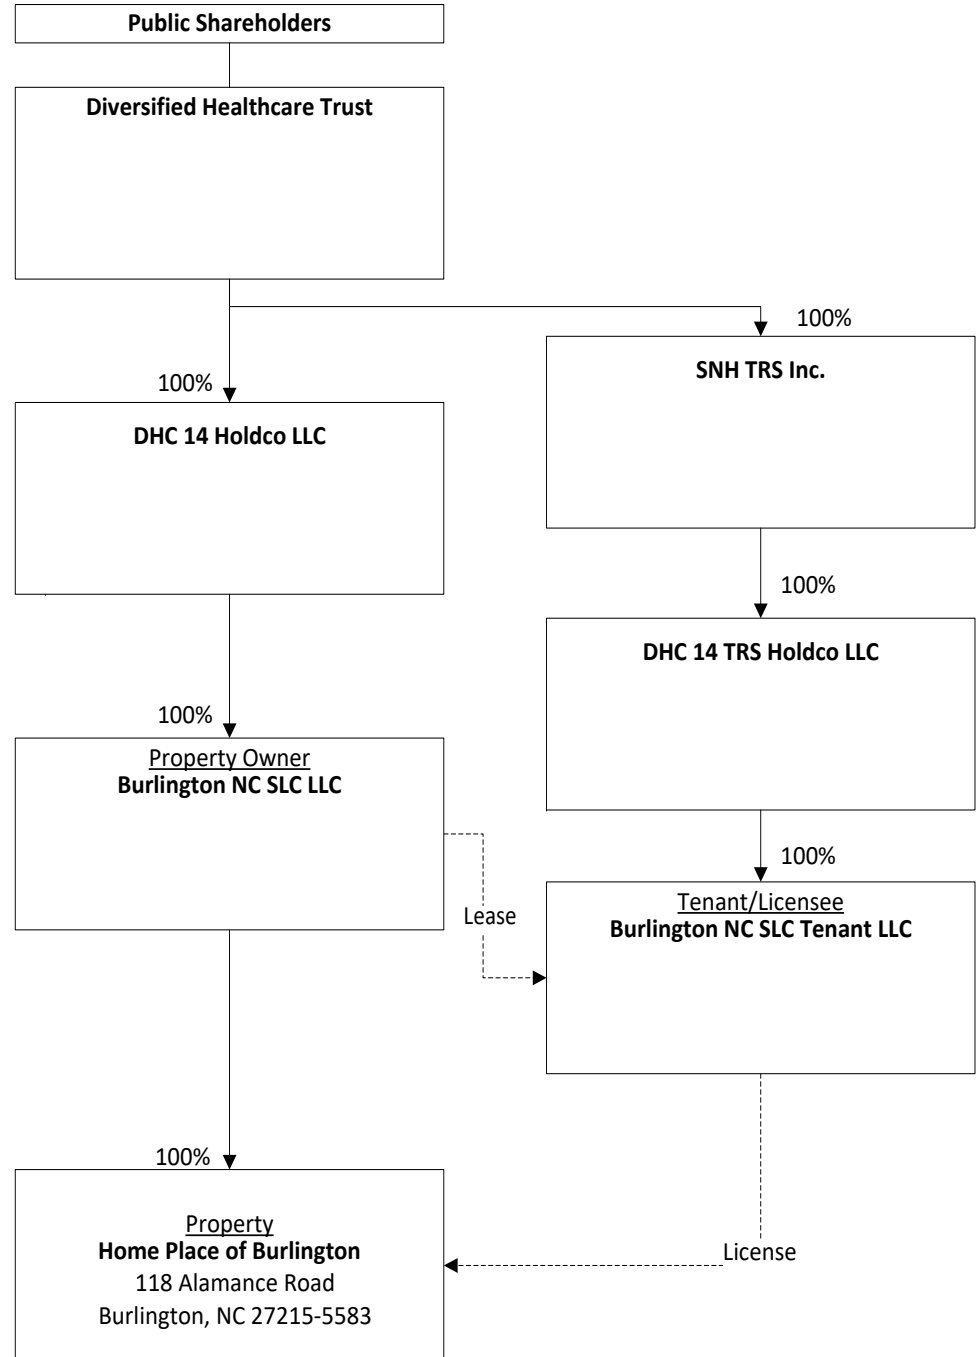 Public Shareholders
Diversified Healthcare Trust
100%
SNH TRS Inc.
100%
DHC 14 Holdco LLC
100%
DHC 14 TRS Holdco LLC
100%
Property Owner
Burlington NC SLC LLC
100%
Tenant/Licensee
Burlington NC SLC Tenant LLC
Lease
100%
Property
Home Place of Burlington
118 Alamance Road
Burlington, NC 27215-5583
License